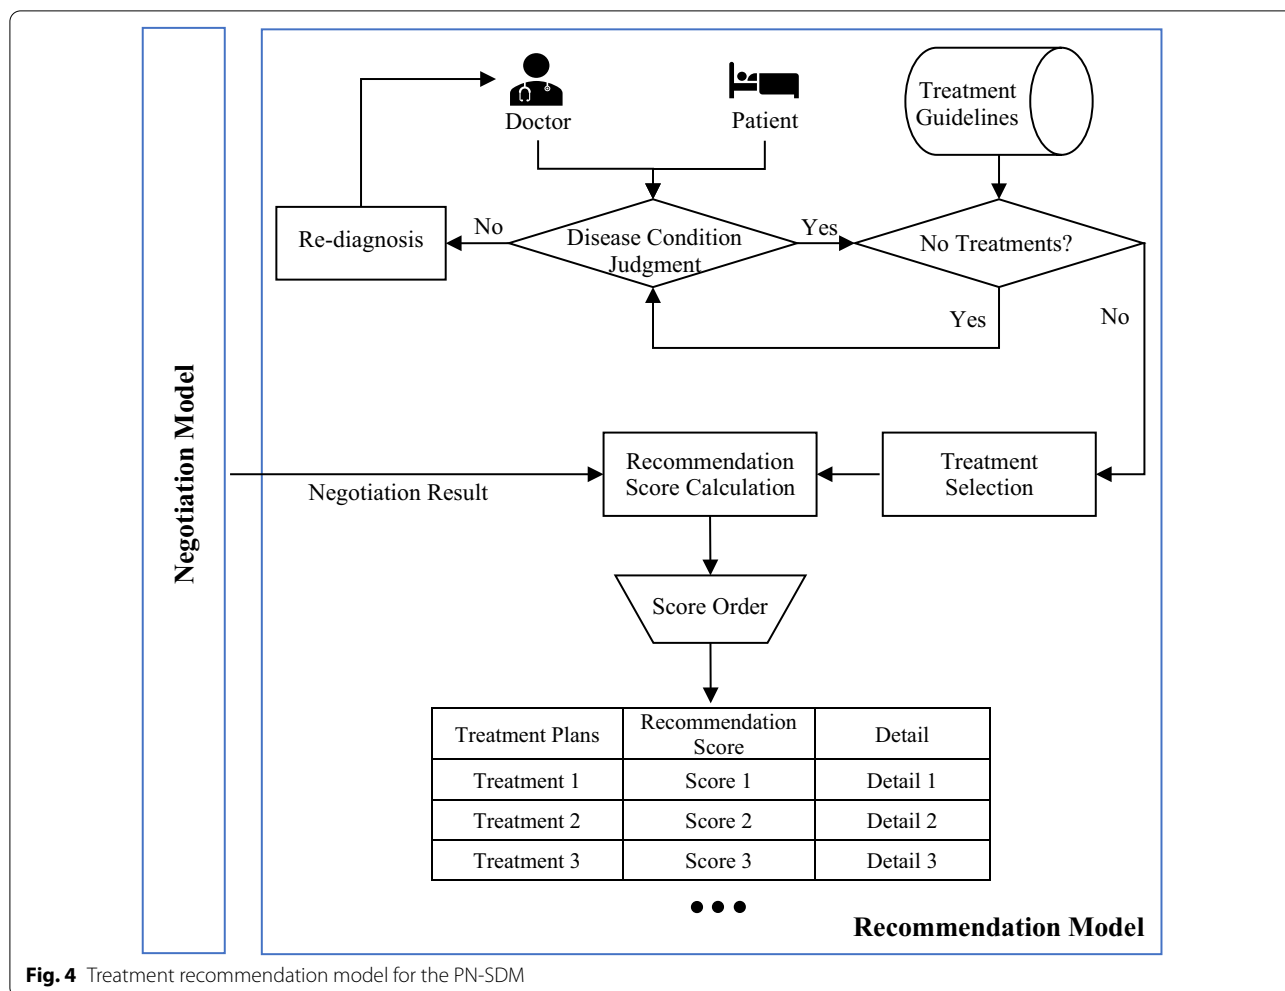 Doctor
Patient
Treatment
Guidelines
Re-diagnosis
No
Disease Condition
Judgment
Yes
No Treatments?
Yes
No
Negotiation Model
Negotiation Result
Recommendation
Score Calculation
Treatment
Selection
Score Order
Treatment Plans
Recommendation
Score
Detail
Treatment 1
Score 1
Detail 1
Treatment 2
Score 2
Detail 2
Treatment 3
Score 3
Detail 3
Recommendation Model
Fig. 4 Treatment recommendation model for the PN-SDM